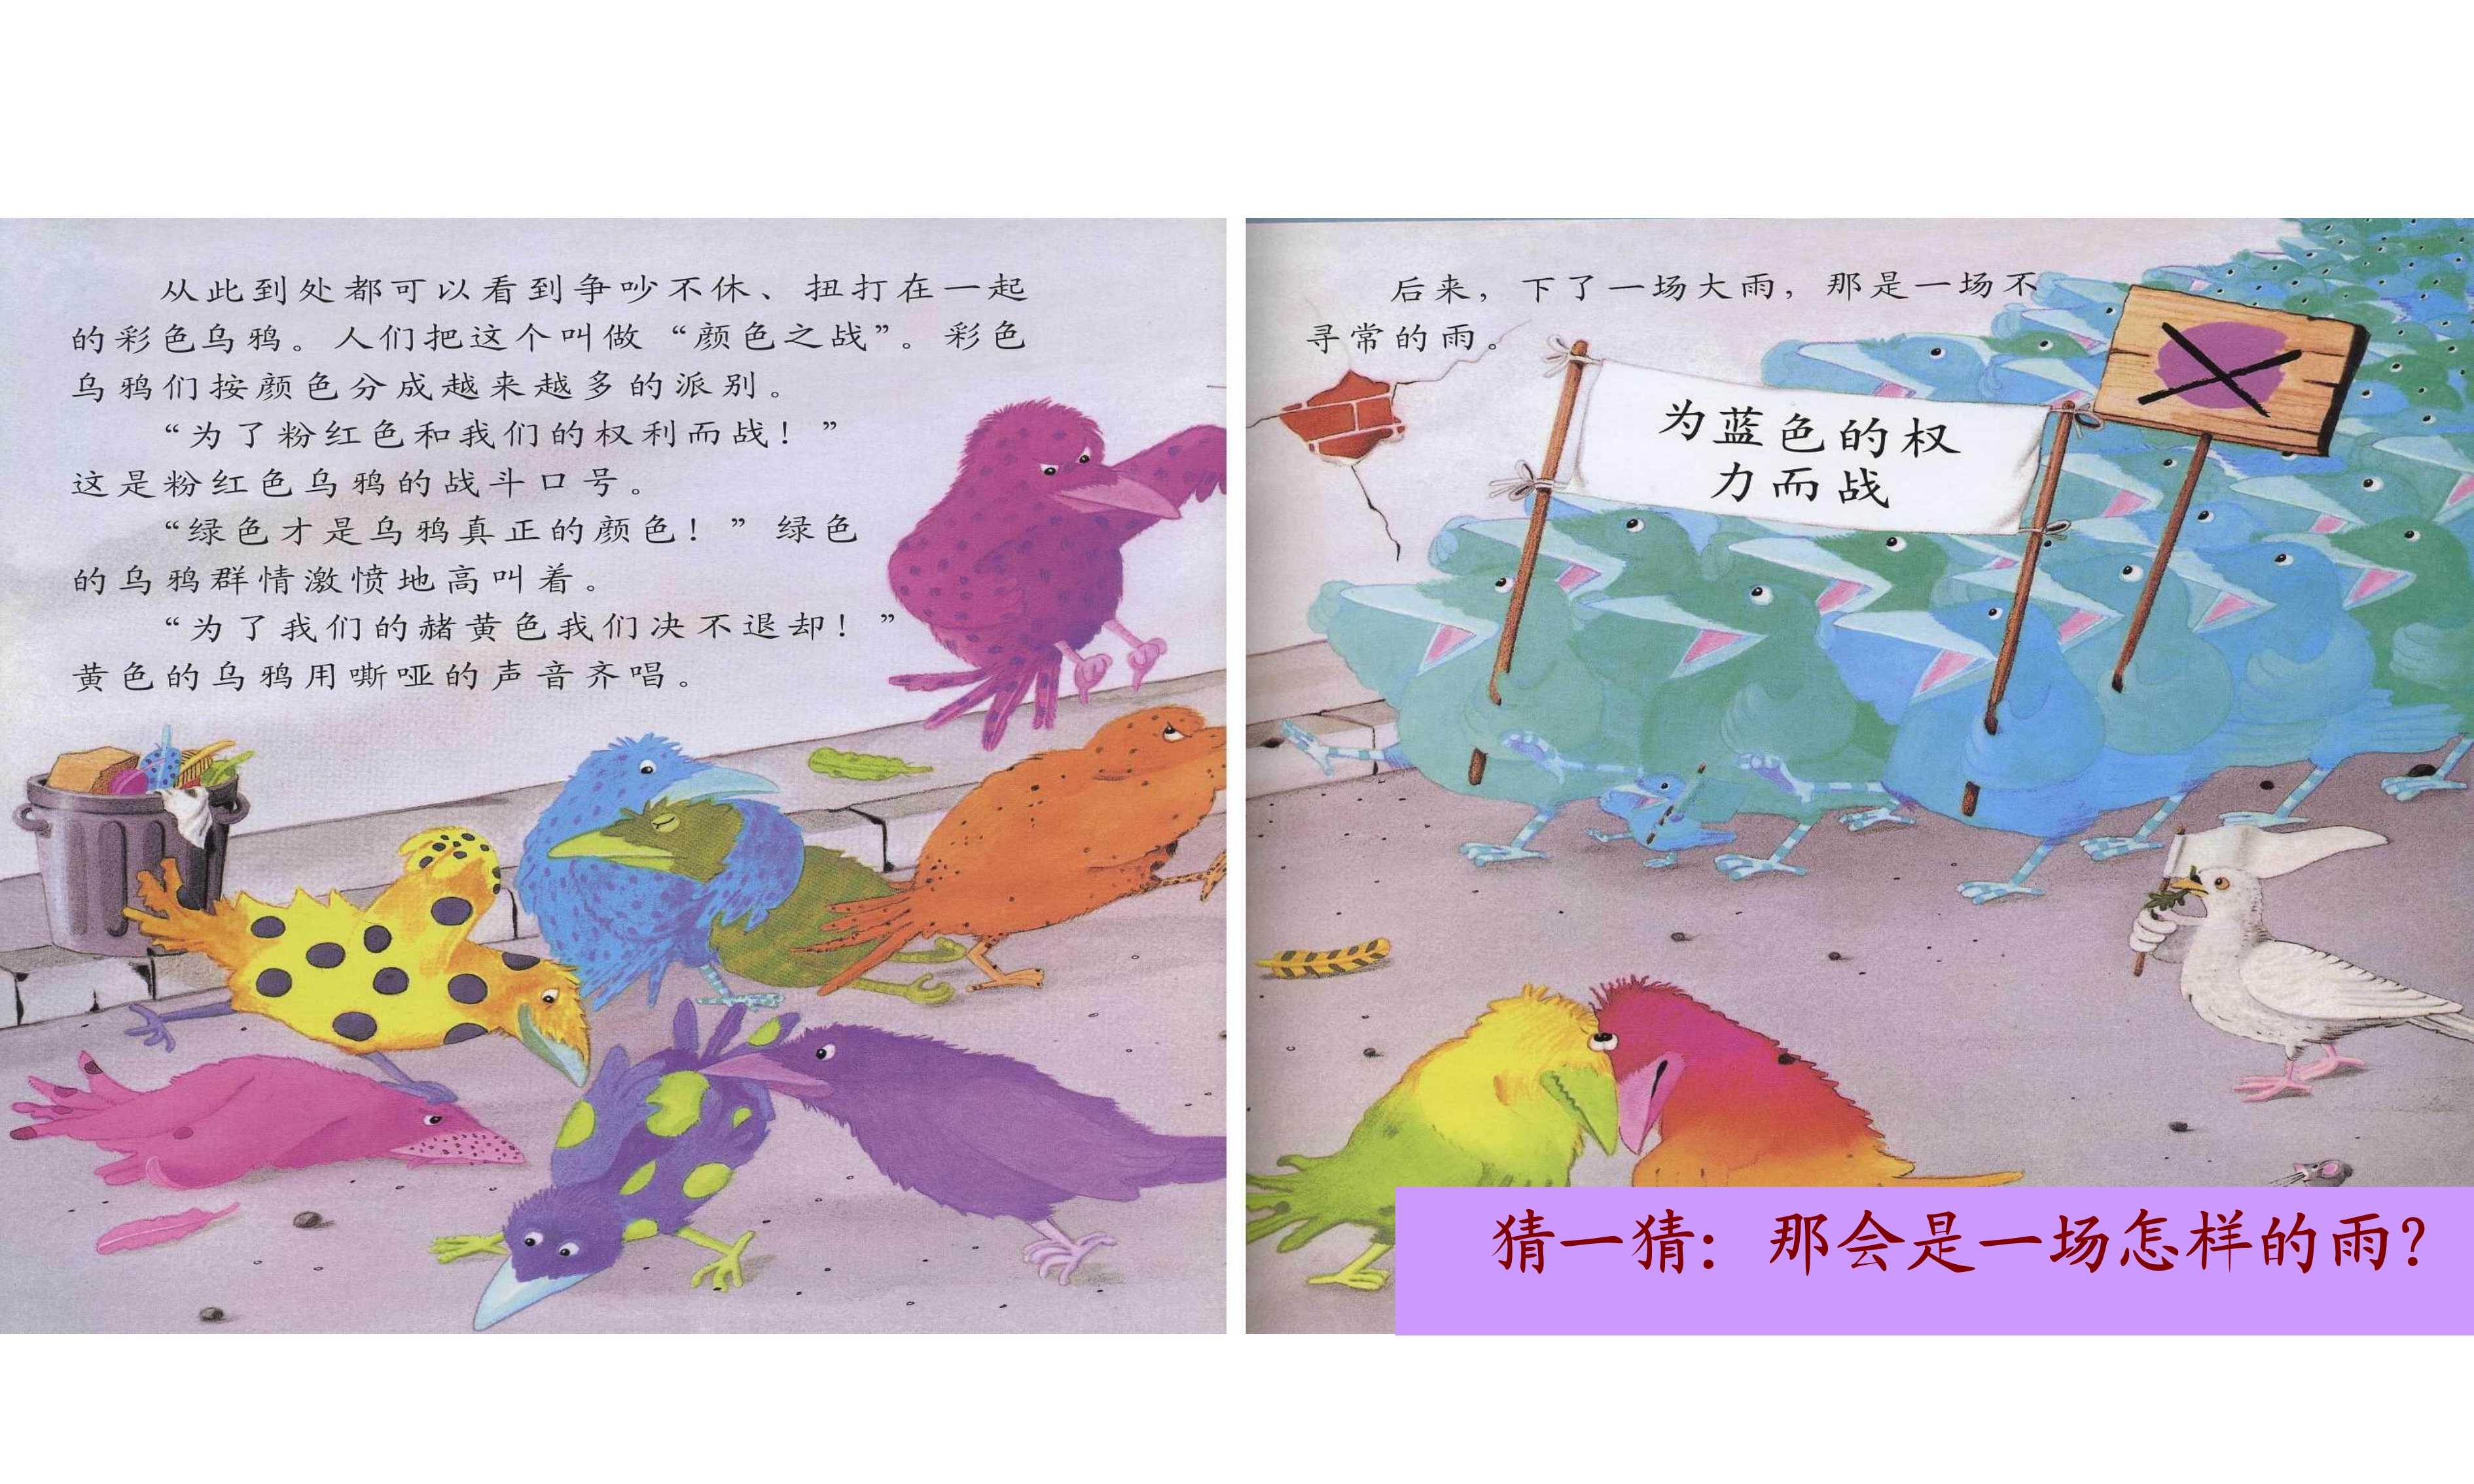 从此到处都可以看到争吵不休、扭打在一起
的彩色乌鸦。人们把这个叫做“颜色之战”。彩色
乌鸦们按颜色分成越来越多的派别。
“为了粉红色和我们的权利而战！”
这是粉红色乌鸦的战斗口号。
“绿色才是乌鸦真正的颜色！”绿色
的乌鸦群情激愤地高叫着。
“为了我们的赭黄色我们决不退却！”
黄色的乌鸦用嘶哑的声音齐唱。
后来，下了一场大雨，那是一场不
寻常的雨。
为蓝色的权
力而战
猜一猜：那会是一场怎样的雨？